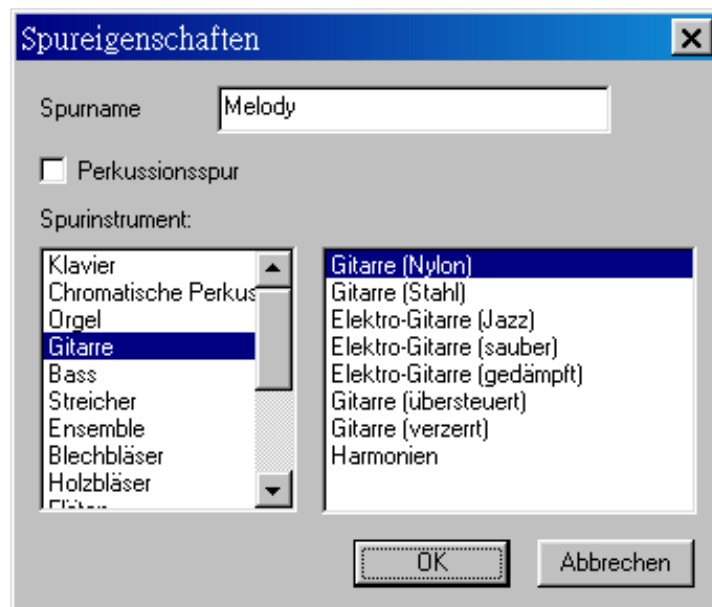 Spureigenschaften
Spurname
Melody
Perkussionsspur
Spurinstrument:
Klavier
Chromatische Perkus
Orgel
Gitarre
Bass
Streicher
Ensemble
Blechbläser
Holzbläser
Gitarre (Nylon)
Gitarre (Stahl)
Elektro-Gitarre (Jazz)
Elektro-Gitarre (sauber)
Elektro-Gitarre (gedämpft)
Gitarre (übersteuert)
Gitarre (verzerrt)
Harmonien
OK
Abbrechen